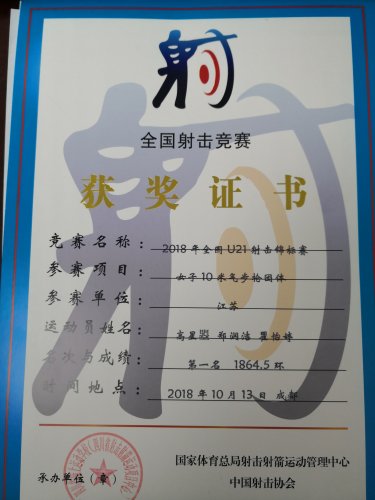 射
全国射击竞赛
获奖证书
竞赛名称：2018年全国U21射击锦标赛
参赛项目：女子10米气步枪团体
参赛单位：江苏
运动员姓名：高星 郑润洁 瞿怡婷
名次与成绩：第一名 1864.5环
时间地点：2018年10月13日 成都
国家体育总局射击射箭运动管理中心
承办单位（章） 中国射击协会